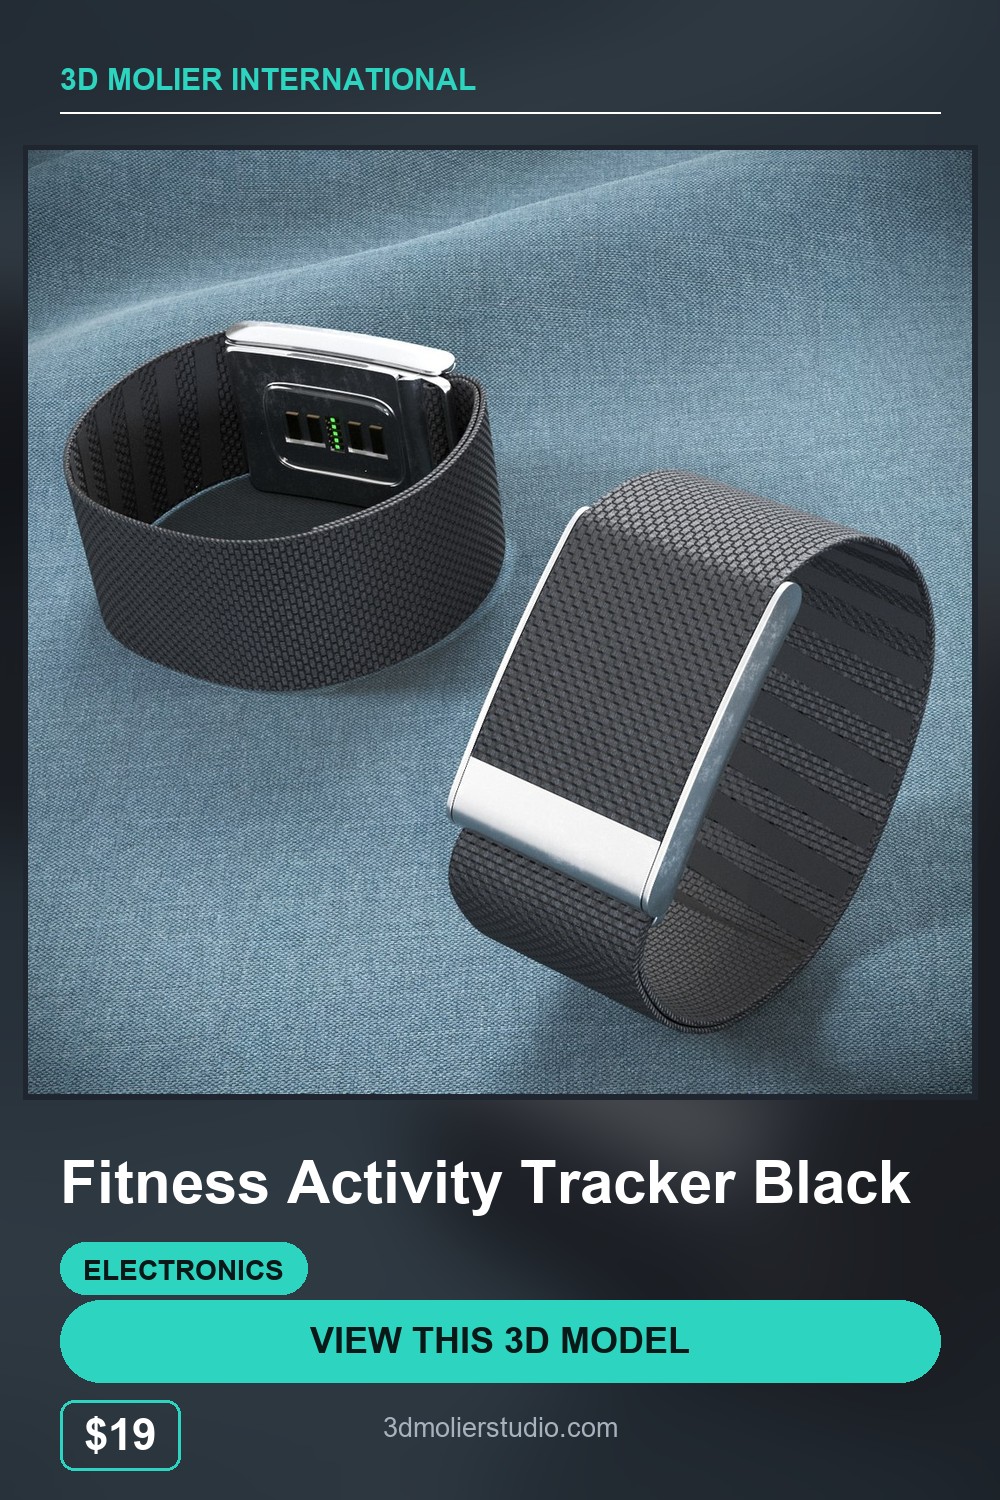 3D MOLIER INTERNATIONAL
Fitness Activity Tracker Black
ELECTRONICS
VIEW THIS 3D MODEL
$19
3dmolierstudio.com